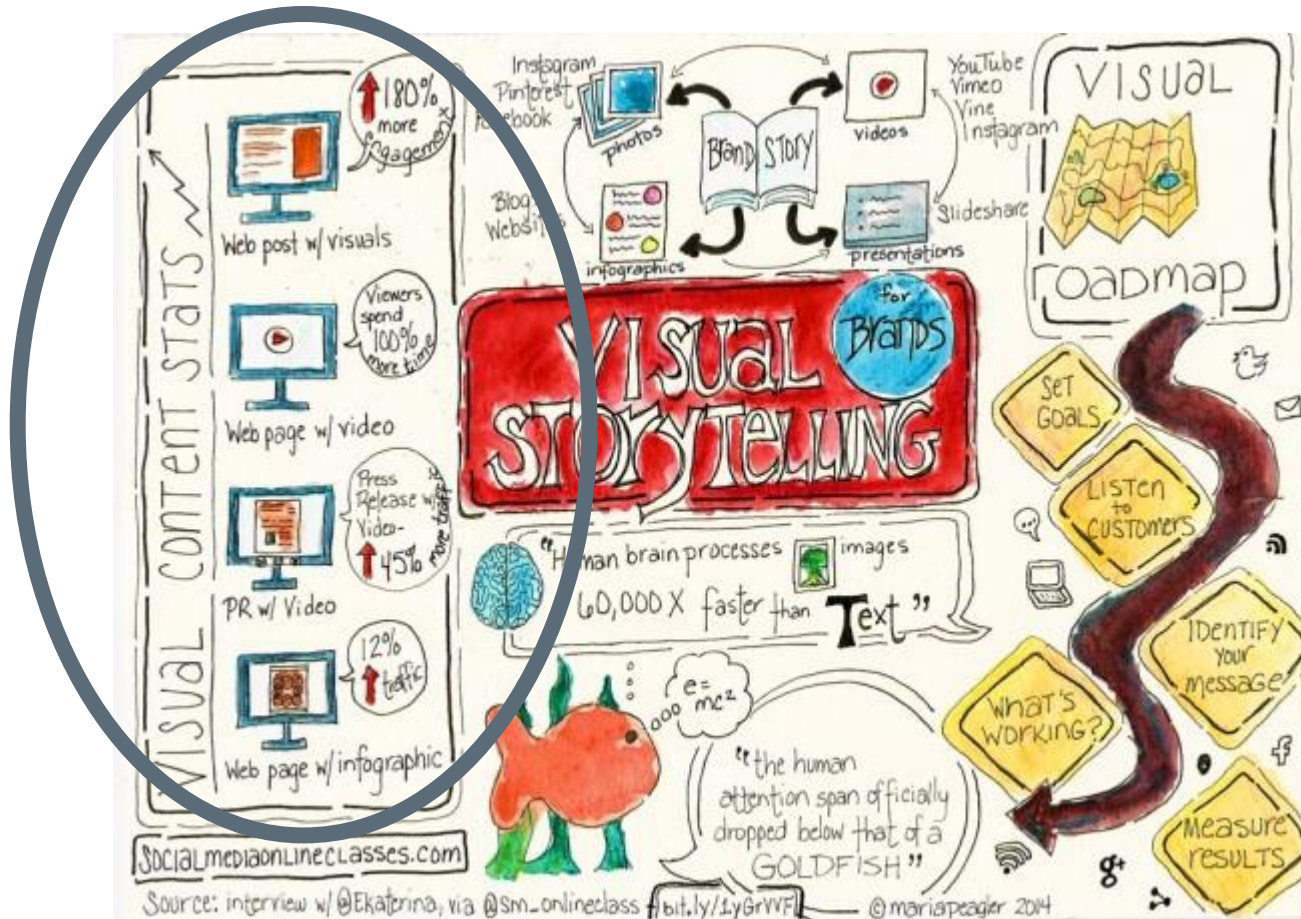 VISUAL CONTENT STATS
180%
more
Engagement
Web post w/ visuals
Viewers
spend
100%
more time
Web page w/ video
Press
Release w/
Video-
45%
more traffic
PR w/ Video
12%
traffic
Web page w/ infographic
socialmediaonlineclasses.com
Instagram
Pinterest
Facebook
photos
BRAND STORY
videos
YouTube
Vimeo
Vine
Instagram
Blog
Websites
infographics
presentations
Slideshare
VISUAL
STORYTELLING
for
BRANDS
"Human brain processes images
60,000 X faster than Text"
e=
mc²
"the human
attention span officially
dropped below that of a
GOLDFISH"
VISUAL
ROADMAP
SET
GOALS
LISTEN
to
CUSTOMERS
IDENTIFY
YOUR
MESSAGE
WHAT'S
WORKING?
MEASURE
RESULTS
f
g+
Source: interview w/ @Ekaterina, via @sm_onlineclass
©mariapeagler 2014